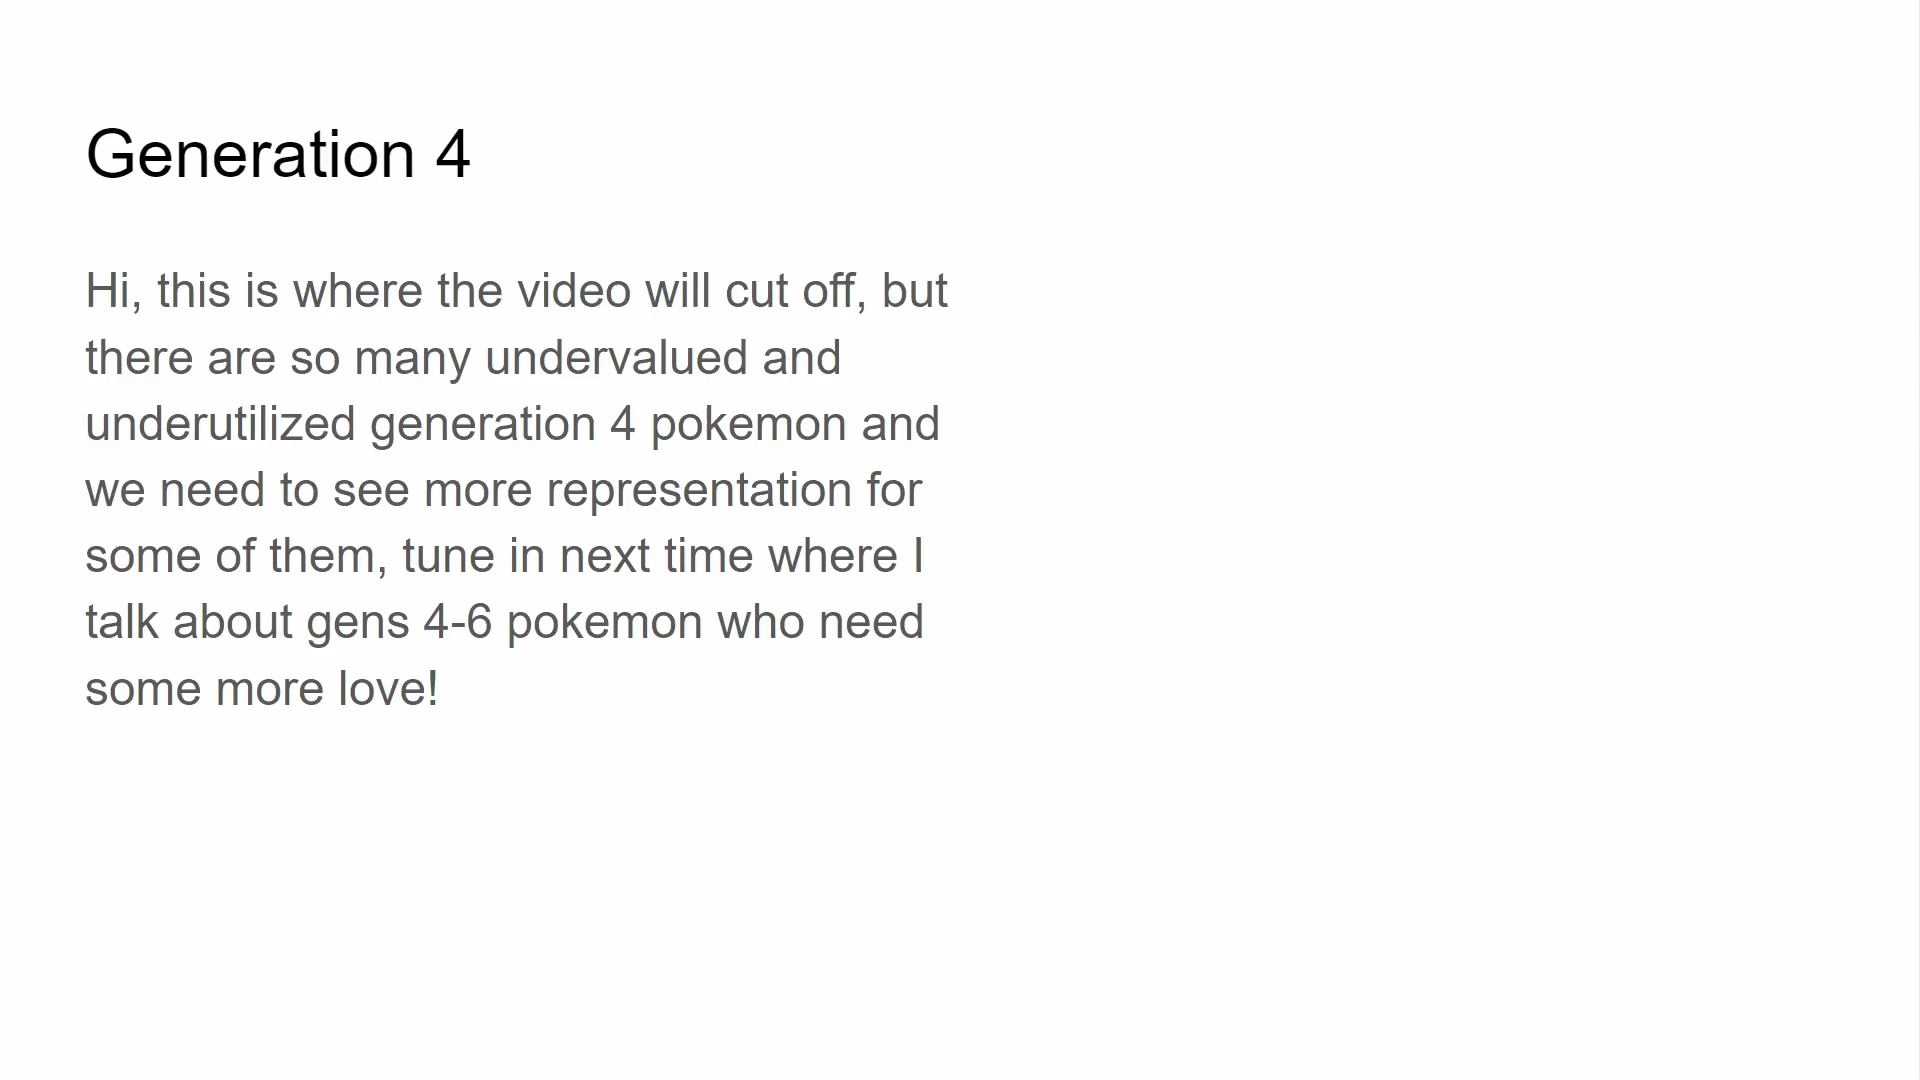 Generation 4
Hi, this is where the video will cut off, but
there are so many undervalued and
underutilized generation 4 pokemon and
we need to see more representation for
some of them, tune in next time where I
talk about gens 4-6 pokemon who need
some more love!